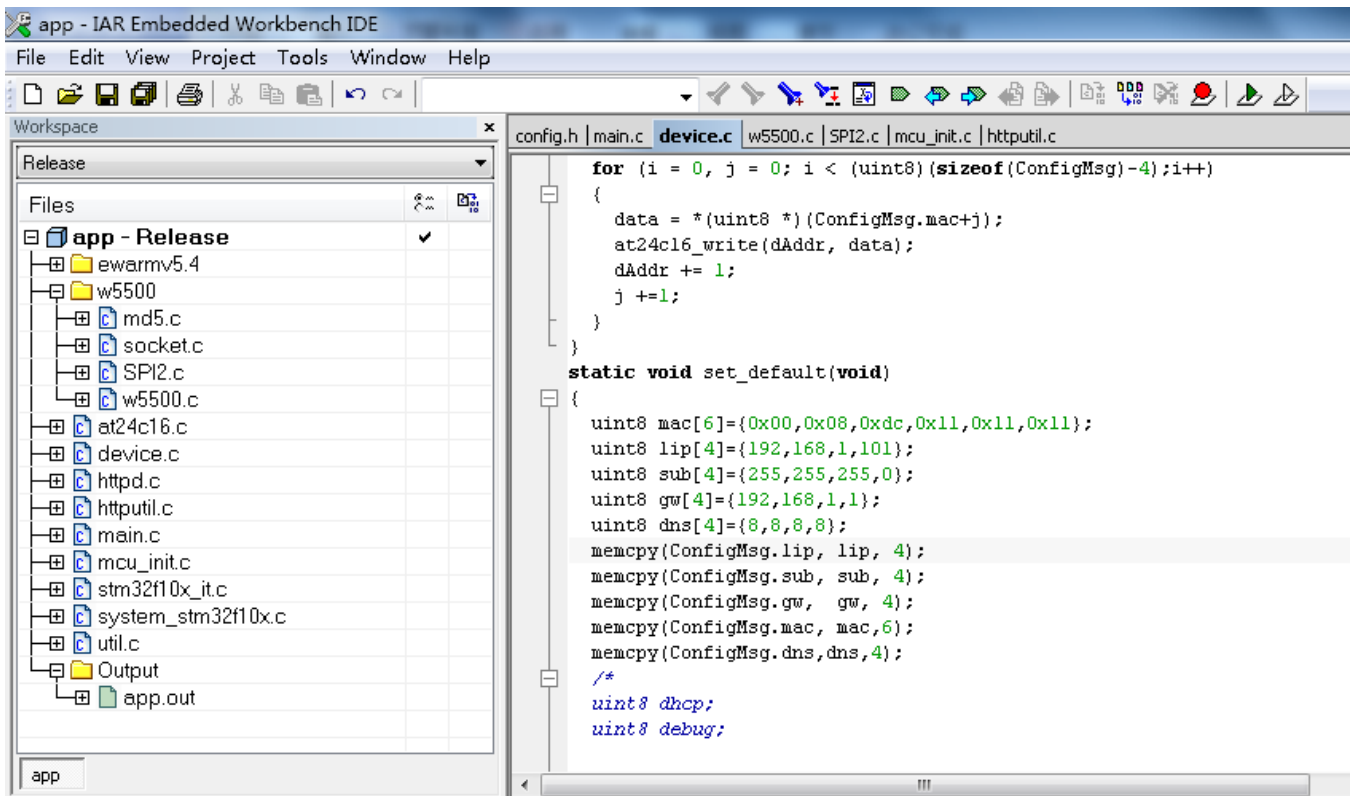 app - IAR Embedded Workbench IDE
File Edit View Project Tools Window Help
Workspace
config.h main.c device.c w5500.c SPI2.c mcu_init.c httputil.c
Release
Files
app - Release
ewarmv5.4
w5500
md5.c
socket.c
SPI2.c
w5500.c
at24c16.c
device.c
httpd.c
httputil.c
main.c
mcu_init.c
stm32f10x_it.c
system_stm32f10x.c
util.c
Output
app.out
app
for (i = 0, j = 0; i < (uint8)(sizeof(ConfigMsg)-4);i++)
{
data = *(uint8 *)(ConfigMsg.mac+j);
at24c16_write(dAddr, data);
dAddr += 1;
j +=1;
}
}
static void set_default(void)
{
uint8 mac[6]={0x00,0x08,0xdc,0x11,0x11,0x11};
uint8 lip[4]={192,168,1,101};
uint8 sub[4]={255,255,255,0};
uint8 gw[4]={192,168,1,1};
uint8 dns[4]={8,8,8,8};
memcpy(ConfigMsg.lip, lip, 4);
memcpy(ConfigMsg.sub, sub, 4);
memcpy(ConfigMsg.gw,  gw, 4);
memcpy(ConfigMsg.mac, mac,6);
memcpy(ConfigMsg.dns,dns,4);
/*
uint8 dhcp;
uint8 debug;